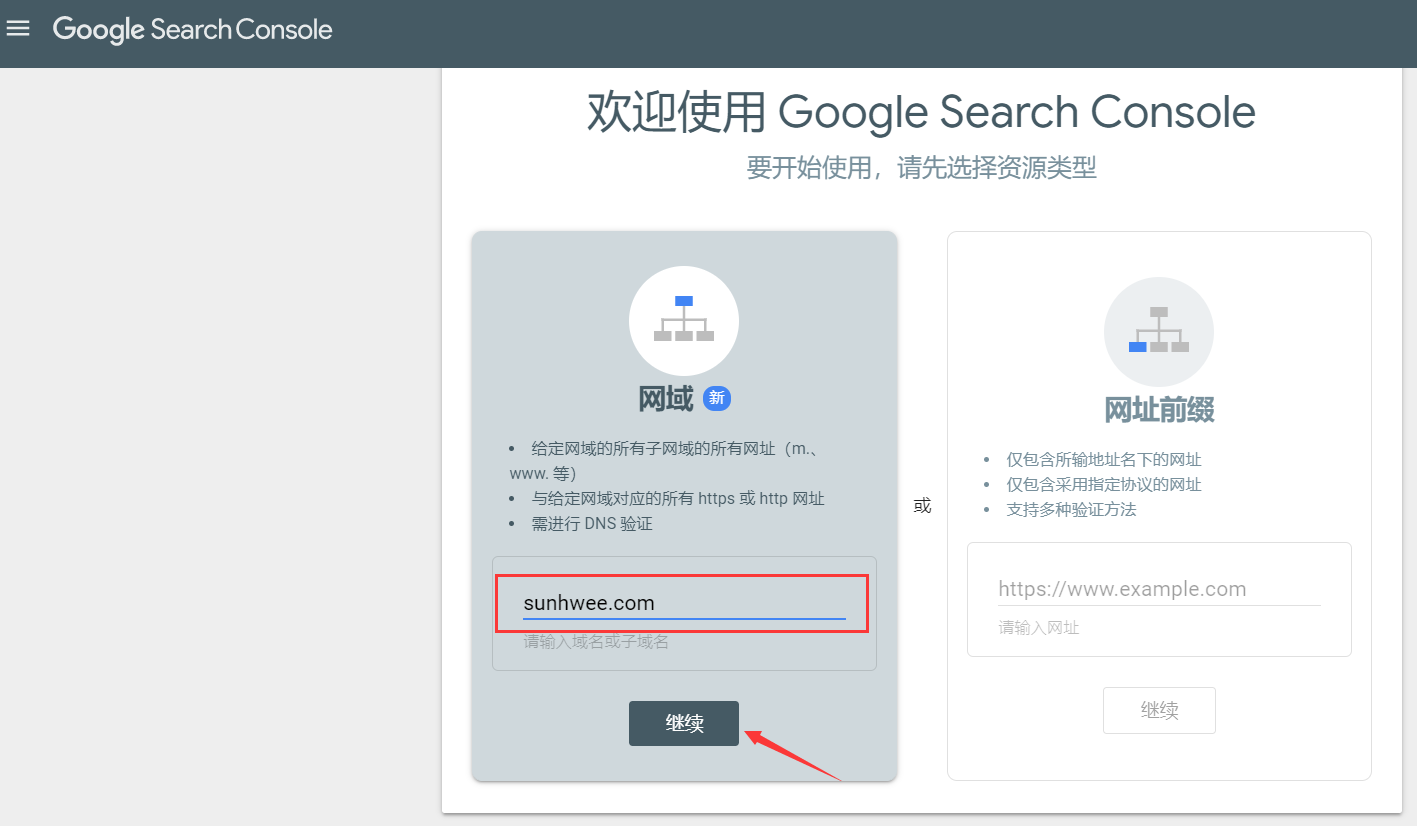 Google Search Console
欢迎使用 Google Search Console
要开始使用，请先选择资源类型
网域 新
• 给定网域的所有子网域的所有网址（m.、
www. 等）
• 与给定网域对应的所有 https 或 http 网址
• 需进行 DNS 验证
sunhwee.com
请输入域名或子域名
继续
或
网址前缀
• 仅包含所输地址名下的网址
• 仅包含采用指定协议的网址
• 支持多种验证方法
https://www.example.com
请输入网址
继续